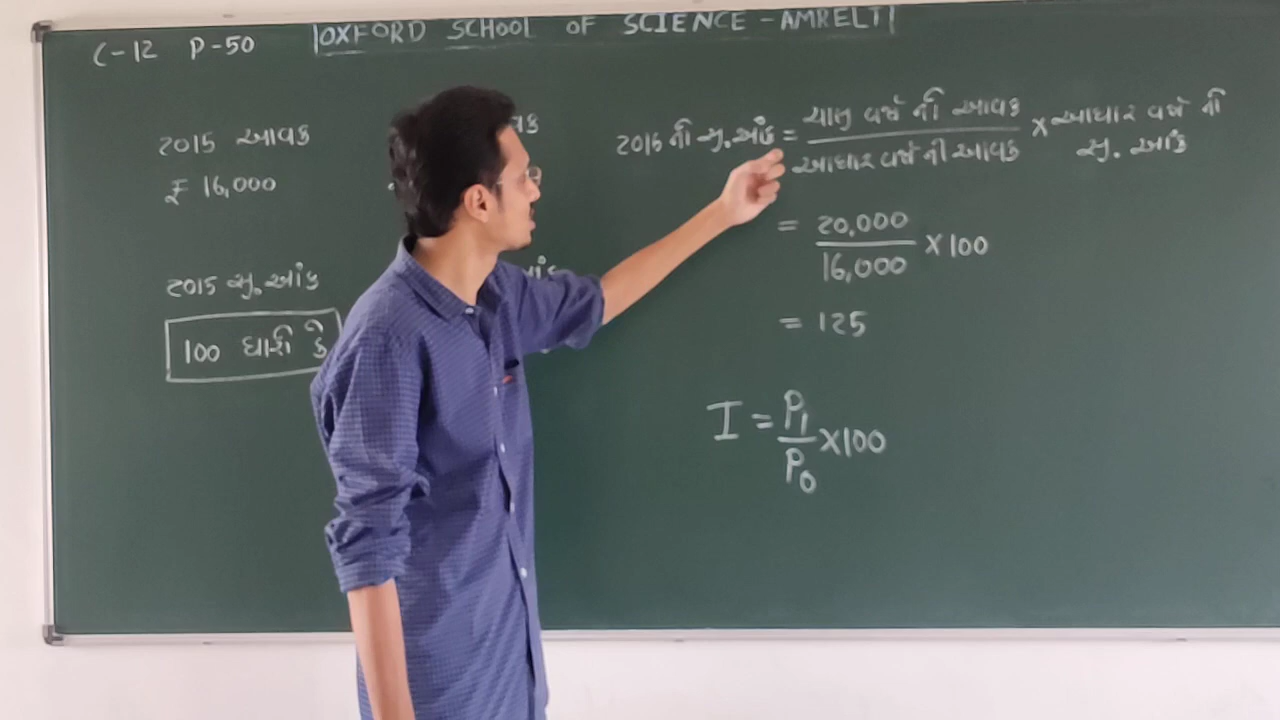 C-12 P-50 OXFORD SCHOOL OF SCIENCE - AMRELI
2015 આવક
₹ 16,000
2015 સુ. આંક
100 ધારી કે
2016 ની સુ. આંક = ચાલુ વર્ષ ની આવક / આધાર વર્ષ ની આવક × આધાર વર્ષ ની સુ. આંક
= 20,000 / 16,000 × 100
= 125
I = P₁ / P₀ × 100